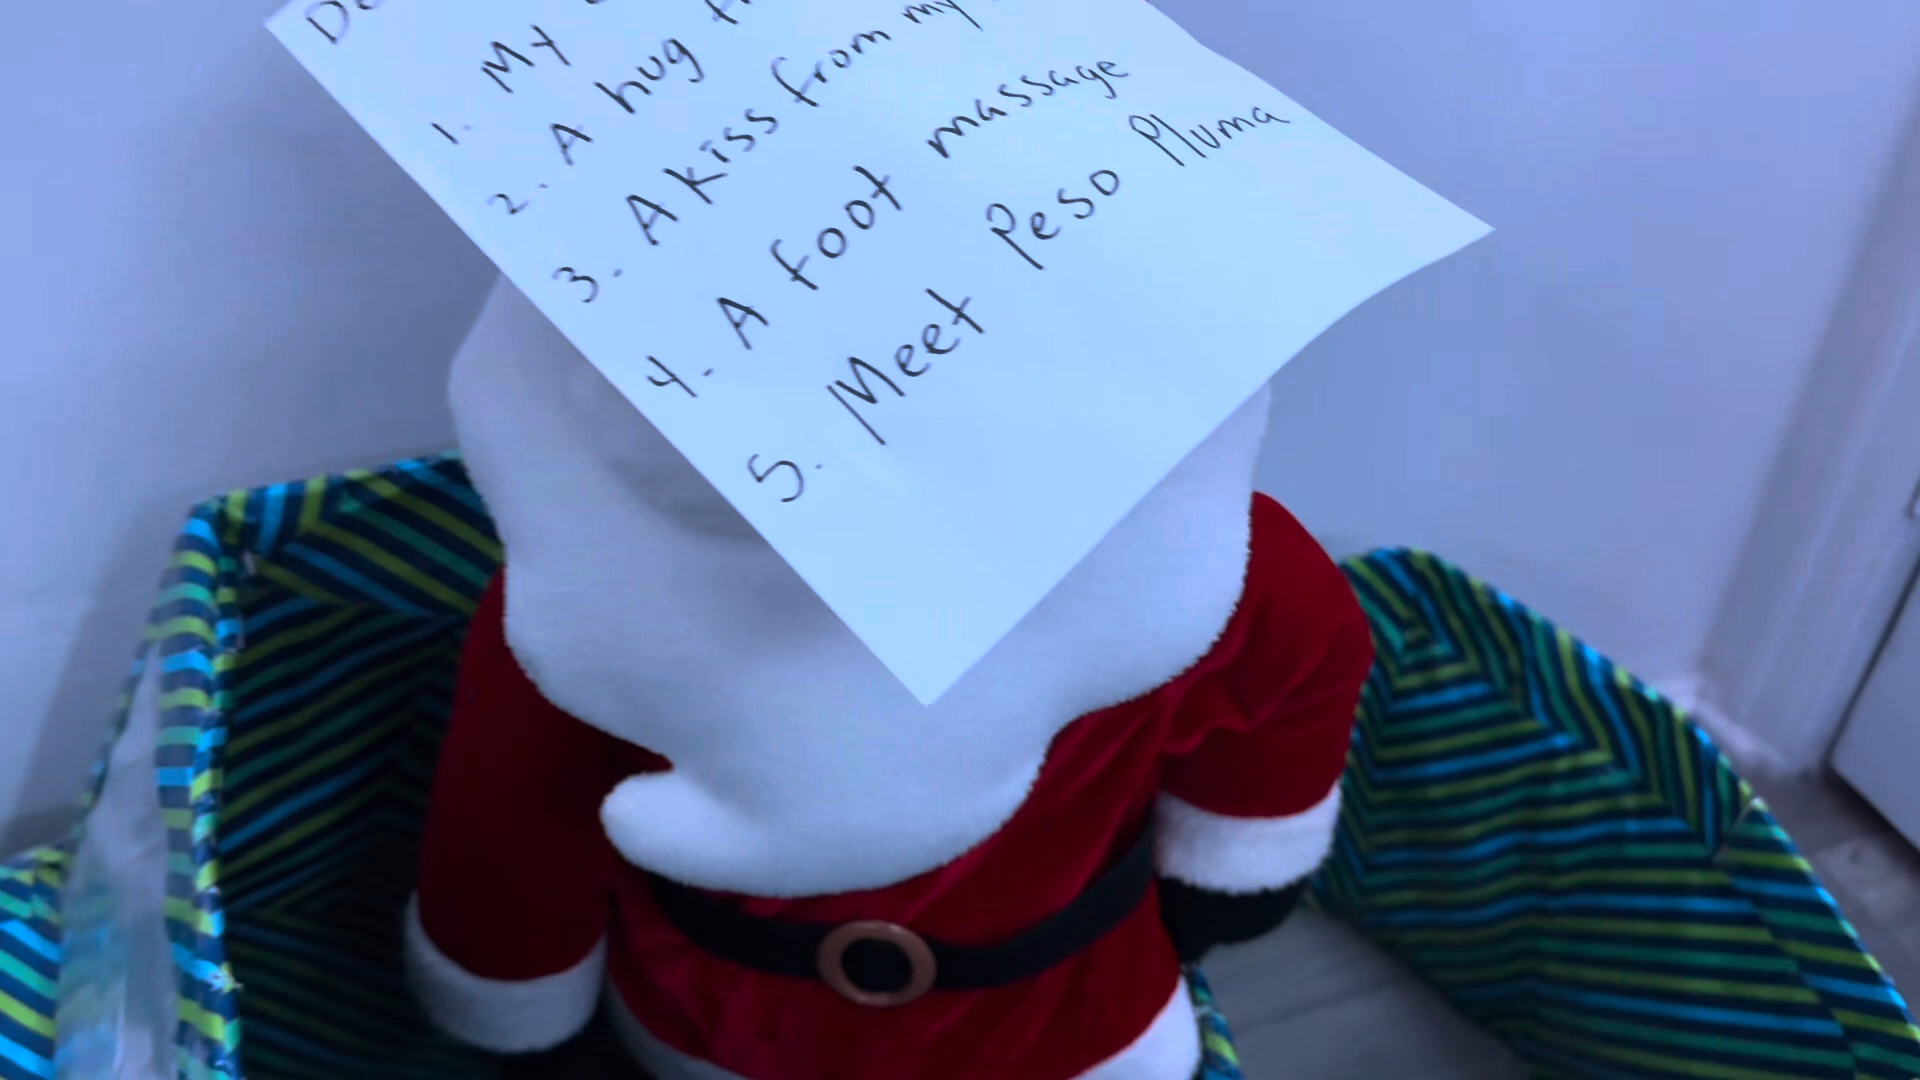 1. My
2. A hug
3. A kiss from my
4. A foot massage
5. Meet Peso Pluma